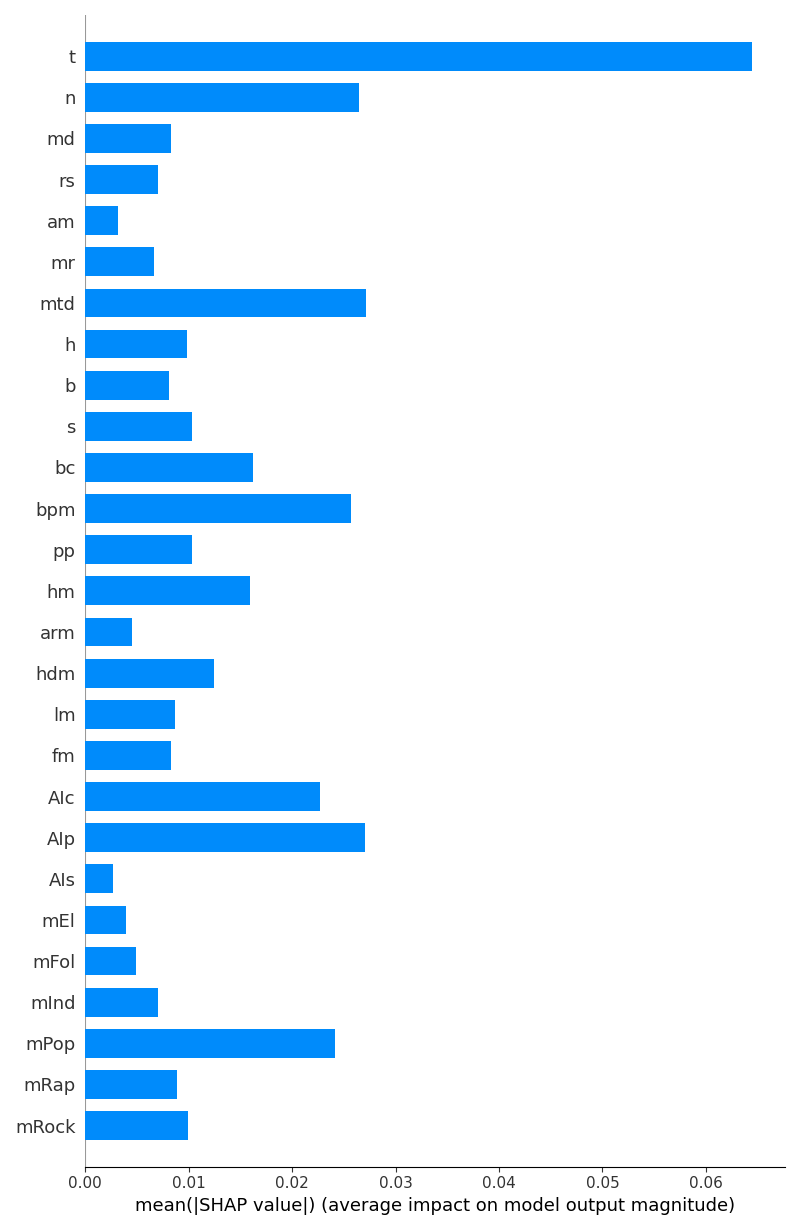 t
n
md
rs
am
mr
mtd
h
b
s
bc
bpm
pp
hm
arm
hdm
lm
fm
AIc
AIp
AIs
mEl
mFol
mInd
mPop
mRap
mRock
0.00 0.01 0.02 0.03 0.04 0.05 0.06
mean(|SHAP value|) (average impact on model output magnitude)